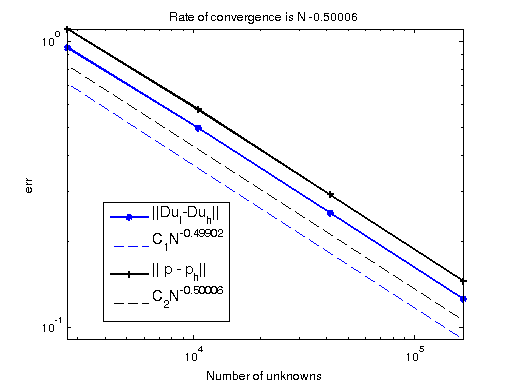 Rate of convergence is N-0.50006
10^0
err
10^-1
||Du_I-Du_h||
C_1N^-0.49902
|| p - p_h||
C_2N^-0.50006
10^4
10^5
Number of unknowns